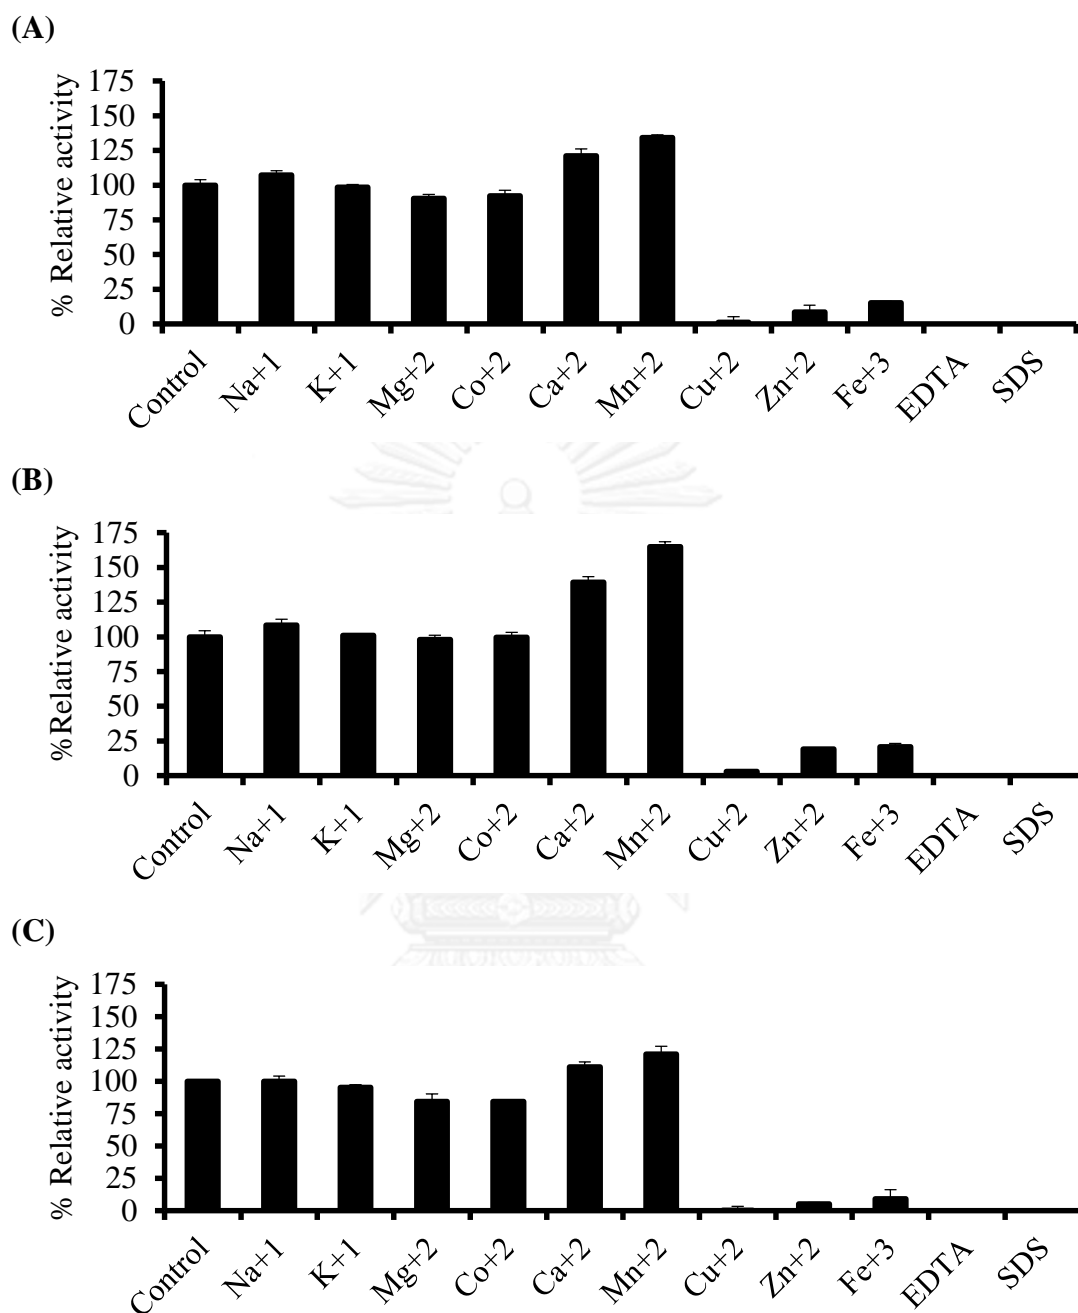 (A)
% Relative activity
175
150
125
100
75
50
25
0
Control Na+1 K+1 Mg+2 Co+2 Ca+2 Mn+2 Cu+2 Zn+2 Fe+3 EDTA SDS
(B)
%Relative activity
175
150
125
100
75
50
25
0
Control Na+1 K+1 Mg+2 Co+2 Ca+2 Mn+2 Cu+2 Zn+2 Fe+3 EDTA SDS
(C)
% Relative activity
175
150
125
100
75
50
25
0
Control Na+1 K+1 Mg+2 Co+2 Ca+2 Mn+2 Cu+2 Zn+2 Fe+3 EDTA SDS